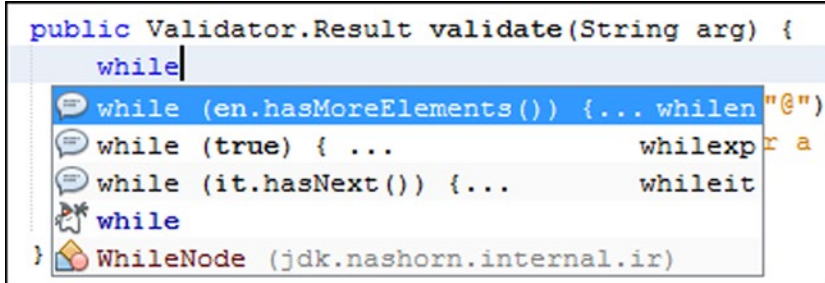 public Validator.Result validate(String arg) {
while
while (en.hasMoreElements()) {... whilen "@")
while (true) { ... whilexp r a
while (it.hasNext()) {... whileit
while
} WhileNode (jdk.nashorn.internal.ir)